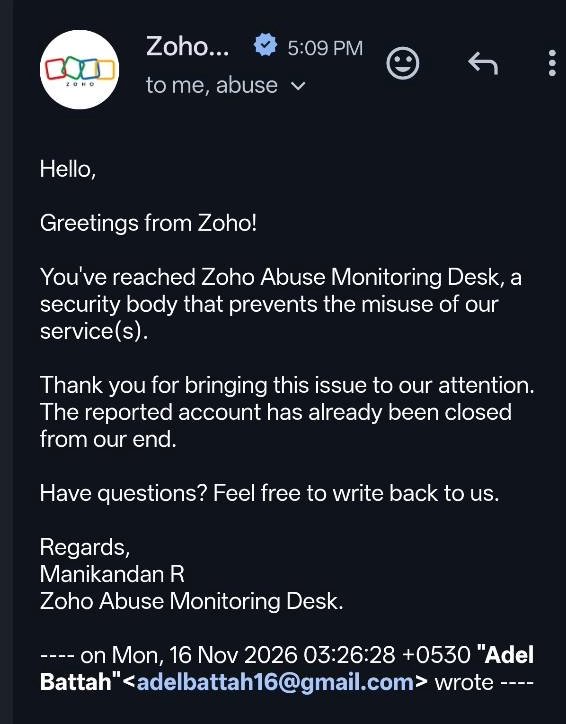 Zoho... 5:09 PM
to me, abuse
ZOHO
Hello,
Greetings from Zoho!
You've reached Zoho Abuse Monitoring Desk, a
security body that prevents the misuse of our
service(s).
Thank you for bringing this issue to our attention.
The reported account has already been closed
from our end.
Have questions? Feel free to write back to us.
Regards,
Manikandan R
Zoho Abuse Monitoring Desk.
---- on Mon, 16 Nov 2026 03:26:28 +0530 "Adel
Battah"<adelbattah16@gmail.com> wrote ----